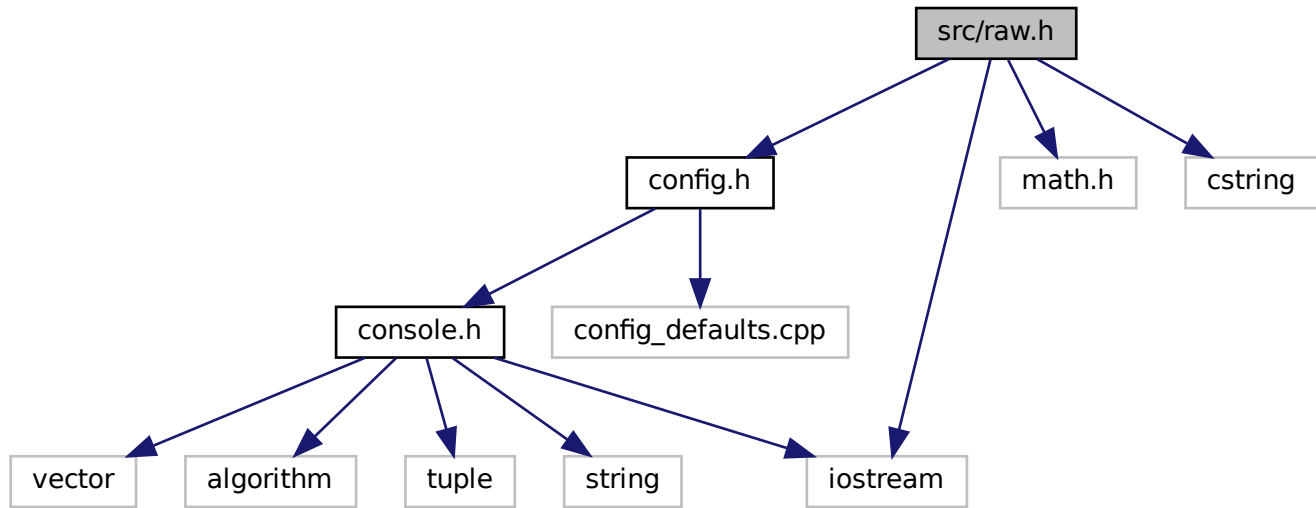 src/raw.h
config.h
math.h
cstring
console.h
config_defaults.cpp
vector
algorithm
tuple
string
iostream